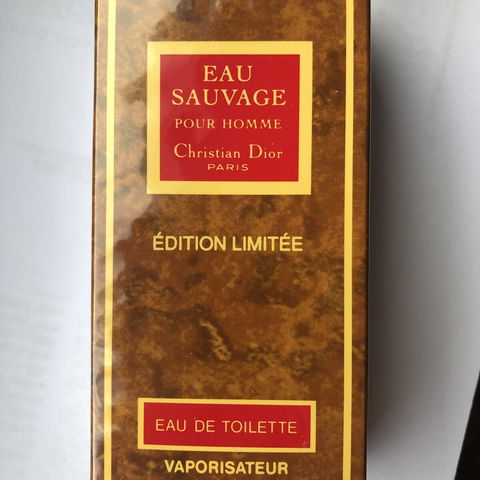 EAU
SAUVAGE
POUR HOMME
Christian Dior
PARIS
ÉDITION LIMITÉE
EAU DE TOILETTE
VAPORISATEUR